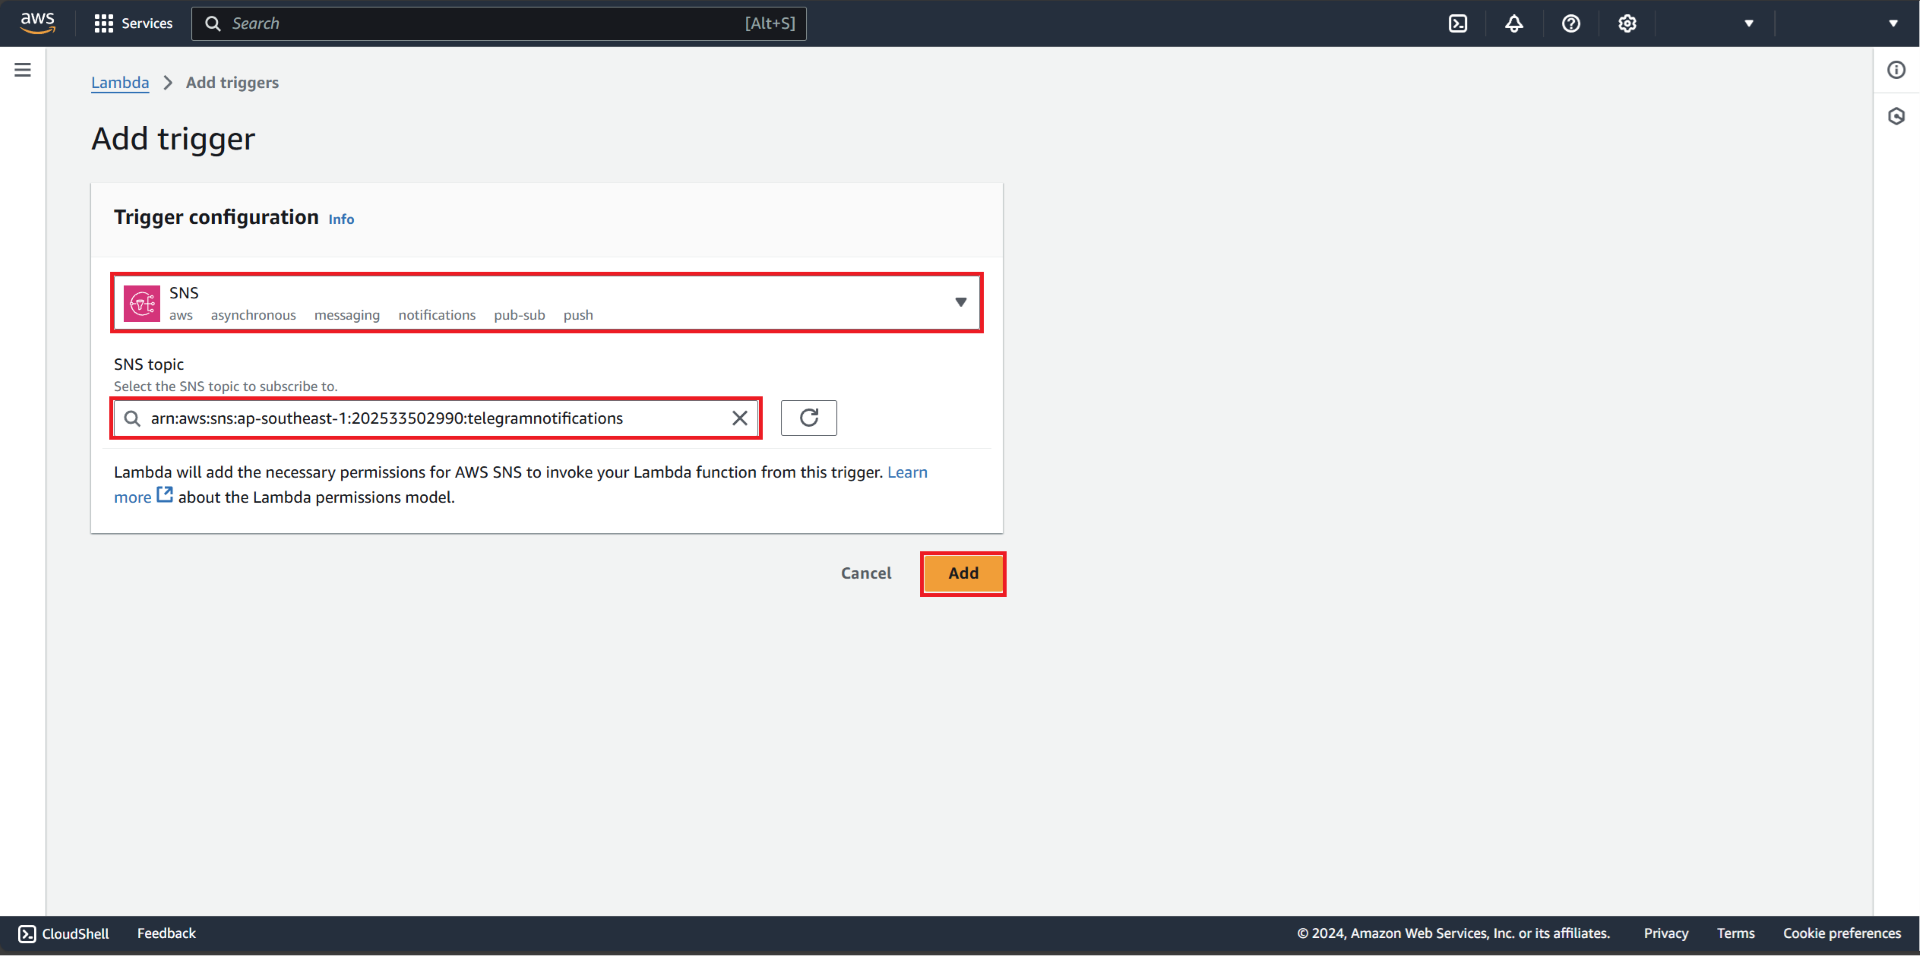 aws Services Search [Alt+S]
Lambda Add triggers
Add trigger
Trigger configuration Info
SNS
aws asynchronous messaging notifications pub-sub push
SNS topic
Select the SNS topic to subscribe to.
arn:aws:sns:ap-southeast-1:202533502990:telegramnotifications
Lambda will add the necessary permissions for AWS SNS to invoke your Lambda function from this trigger. Learn
more about the Lambda permissions model.
Cancel Add
CloudShell Feedback © 2024, Amazon Web Services, Inc. or its affiliates. Privacy Terms Cookie preferences